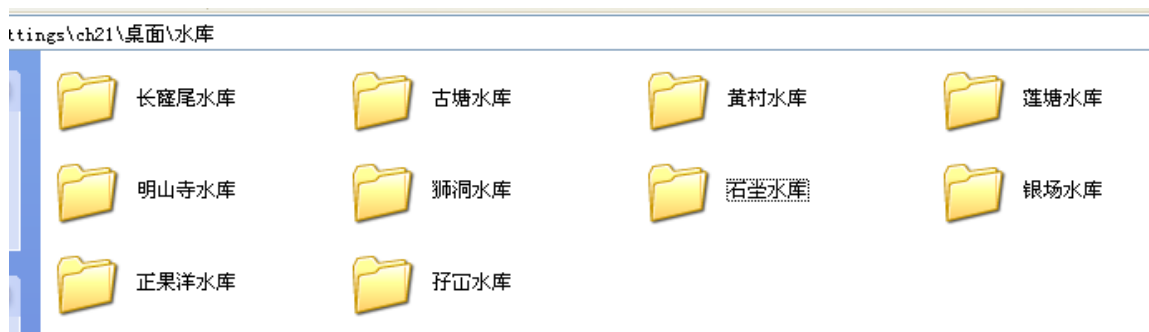 ttings\ch21\桌面\水库
长窿尾水库 古塘水库 黄村水库 莲塘水库
明山寺水库 狮洞水库 石坣水库 银场水库
正果洋水库 孖冚水库